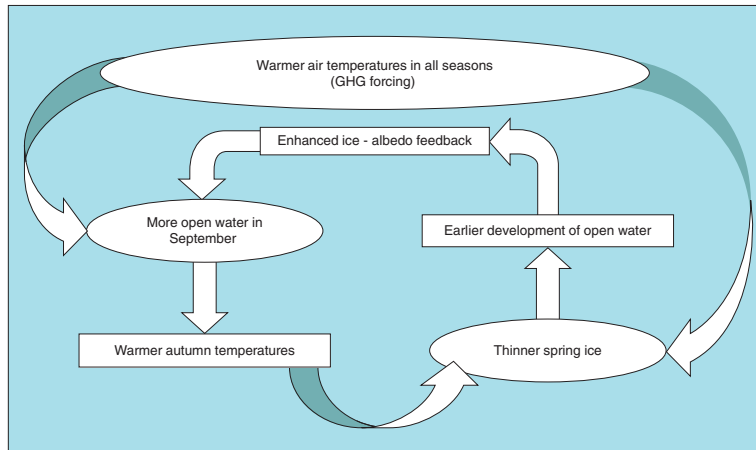 Warmer air temperatures in all seasons
(GHG forcing)
Enhanced ice - albedo feedback
More open water in
September
Earlier development of open water
Warmer autumn temperatures
Thinner spring ice